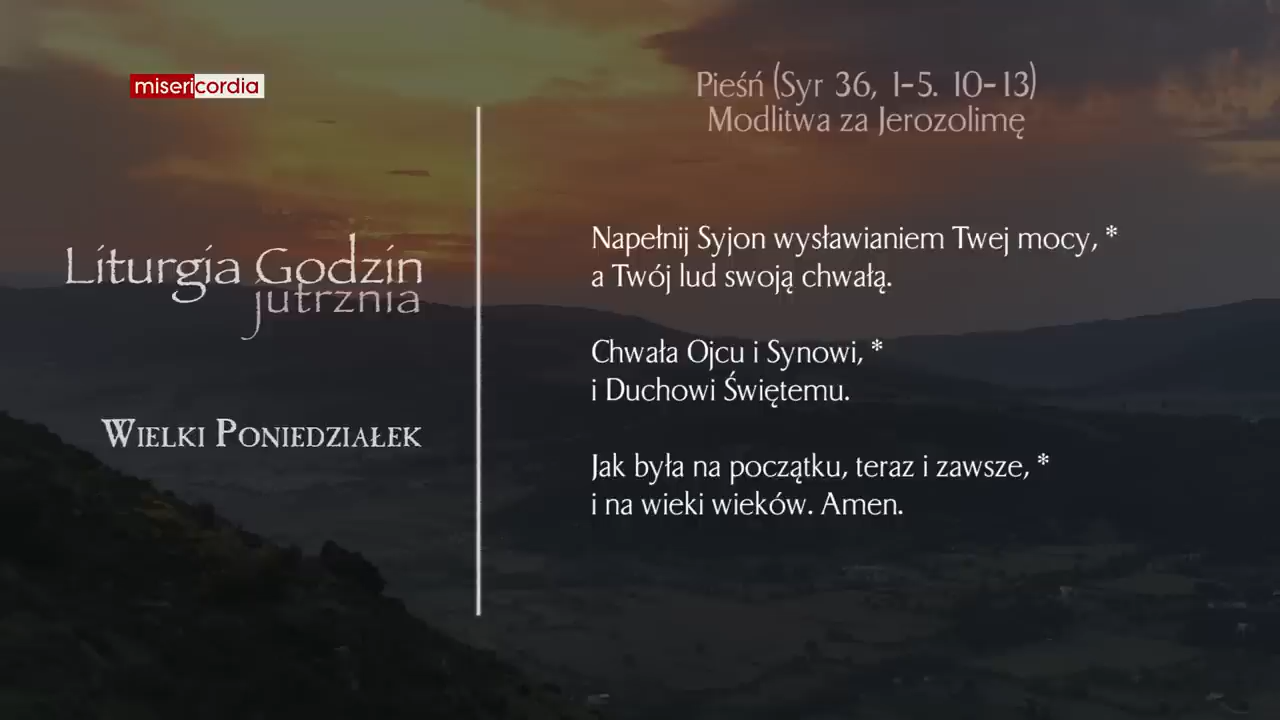 misericordia
Liturgia Godzin
jutrznia
Wielki Poniedziałek
Pieśń (Syr 36, 1-5. 10-13)
Modlitwa za Jerozolimę
Napełnij Syjon wysławianiem Twej mocy, *
a Twój lud swoją chwałą.
Chwała Ojcu i Synowi, *
i Duchowi Świętemu.
Jak była na początku, teraz i zawsze, *
i na wieki wieków. Amen.